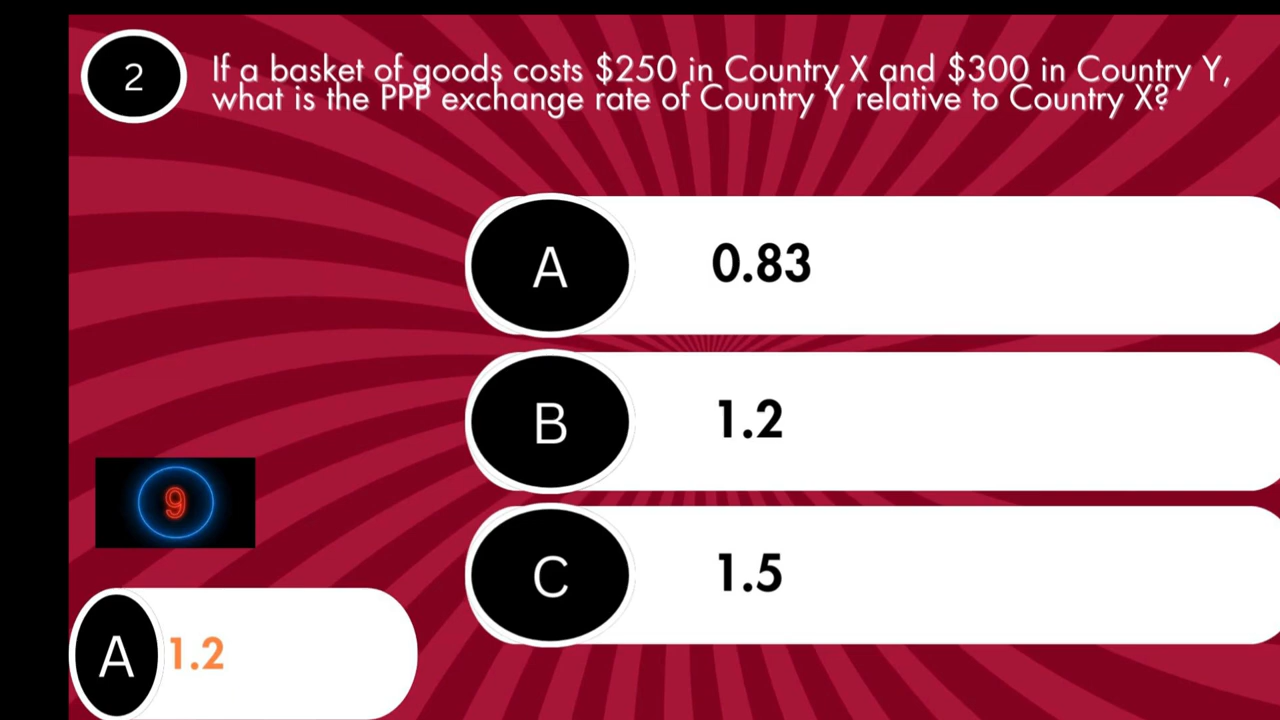 2
If a basket of goods costs $250 in Country X and $300 in Country Y,
what is the PPP exchange rate of Country Y relative to Country X?
A 0.83
B 1.2
C 1.5
9
A 1.2